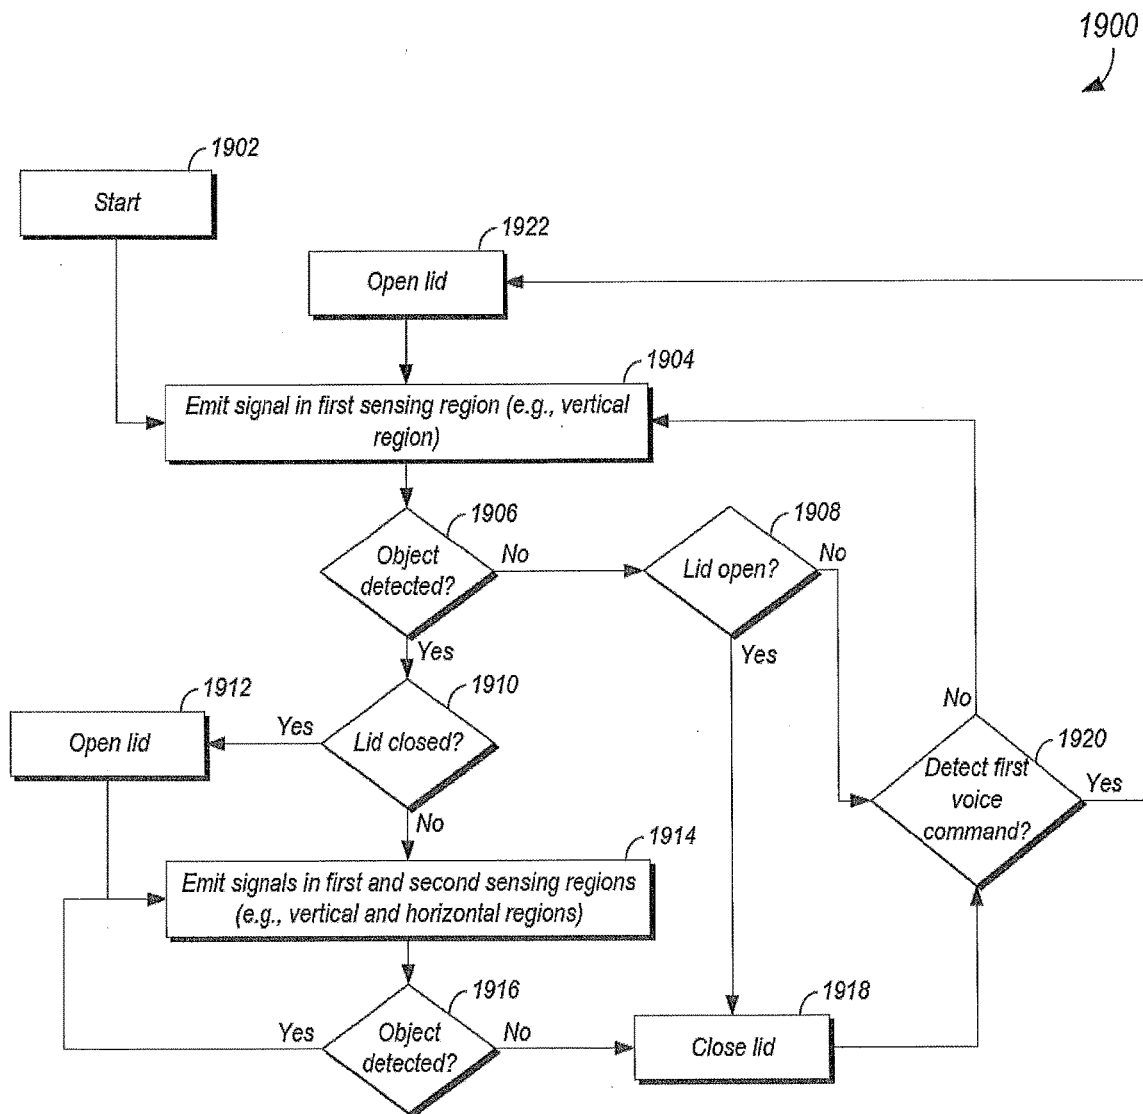 1900
1902
Start
1922
Open lid
1904
Emit signal in first sensing region (e.g., vertical
region)
1906
Object
detected?
No
1908
Lid open?
No
Yes
Yes
1910
Lid closed?
Yes
1912
Open lid
No
No
1920
Detect first
voice
command?
Yes
1914
Emit signals in first and second sensing regions
(e.g., vertical and horizontal regions)
1916
Object
detected?
Yes
No
1918
Close lid